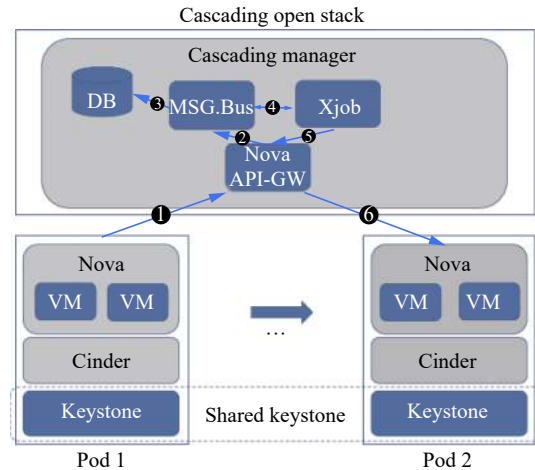 Cascading open stack
Cascading manager
DB
3
MSG.Bus
4
Xjob
2
5
Nova
API-GW
1
6
Nova
VM
VM
Cinder
Keystone
Pod 1
...
Shared keystone
Nova
VM
VM
Cinder
Keystone
Pod 2